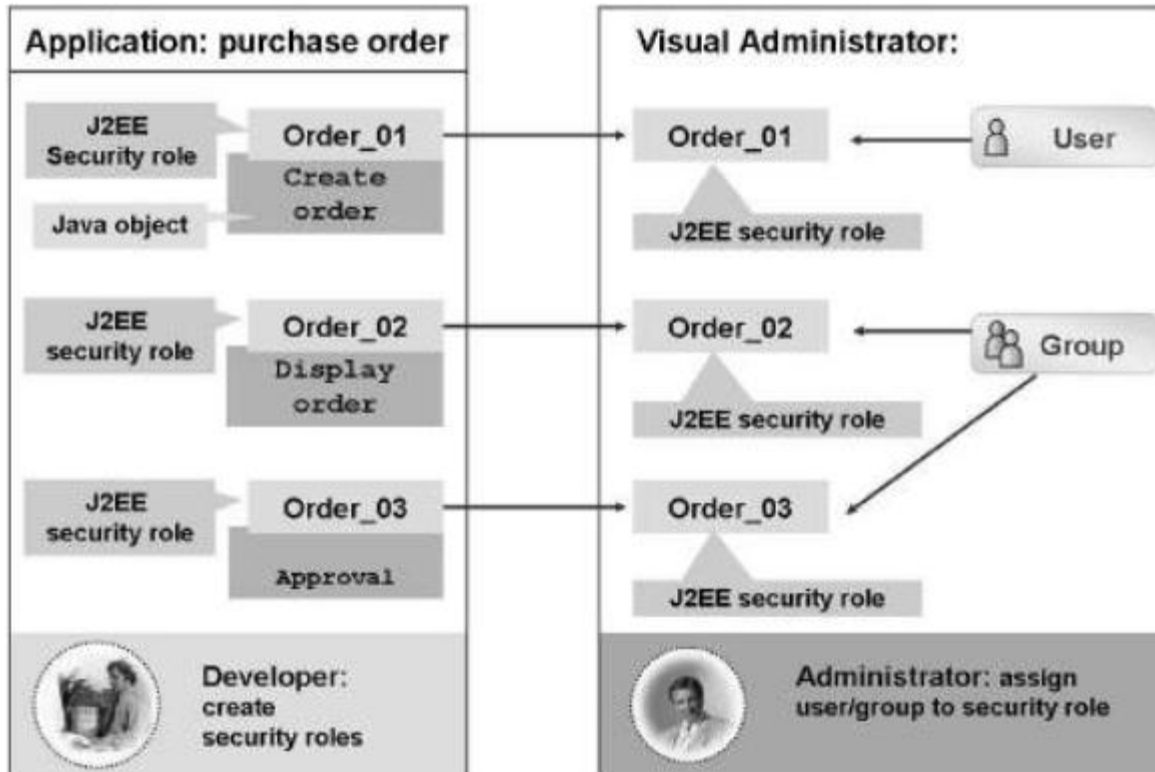 Application: purchase order
J2EE
Security role
Order_01
Create
order
Java object
J2EE
security role
Order_02
Display
order
J2EE
security role
Order_03
Approval
Developer:
create
security roles
Visual Administrator:
Order_01
J2EE security role
User
Order_02
J2EE security role
Group
Order_03
J2EE security role
Administrator: assign
user/group to security role